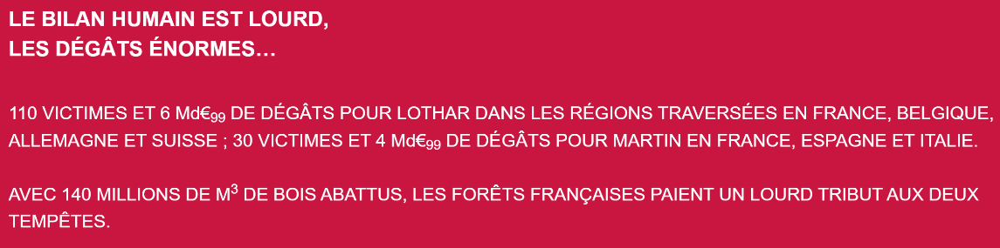 LE BILAN HUMAIN EST LOURD,
LES DÉGÂTS ÉNORMES…
110 VICTIMES ET 6 Md€99 DE DÉGÂTS POUR LOTHAR DANS LES RÉGIONS TRAVERSÉES EN FRANCE, BELGIQUE,
ALLEMAGNE ET SUISSE ; 30 VICTIMES ET 4 Md€99 DE DÉGÂTS POUR MARTIN EN FRANCE, ESPAGNE ET ITALIE.
AVEC 140 MILLIONS DE M³ DE BOIS ABATTUS, LES FORÊTS FRANÇAISES PAIENT UN LOURD TRIBUT AUX DEUX
TEMPÊTES.